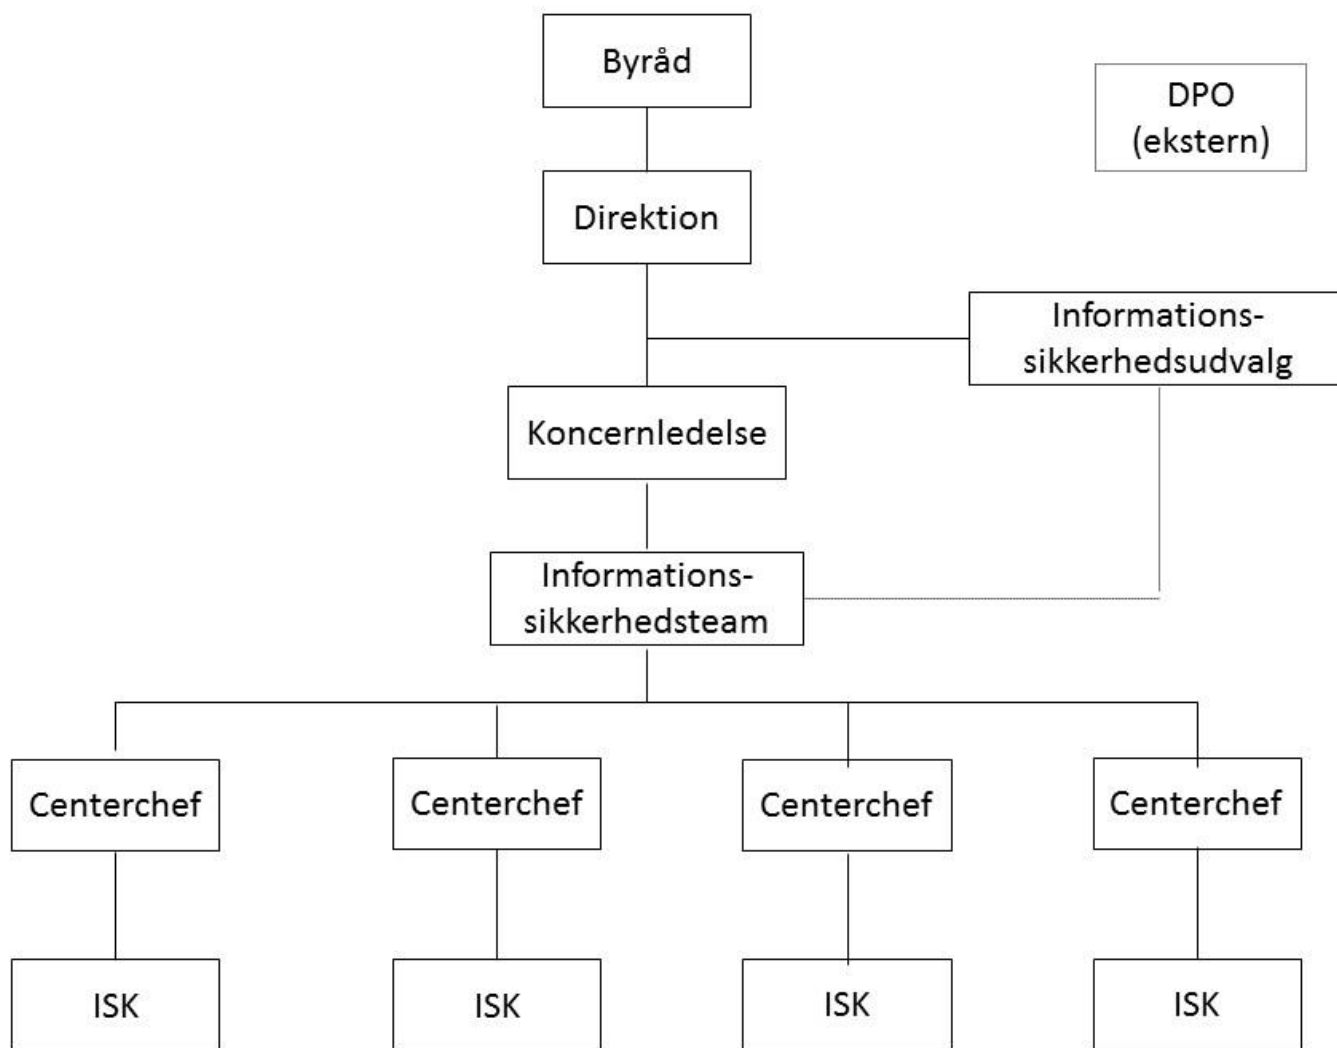 Byråd
DPO
(ekstern)
Direktion
Informations-
sikkerhedsudvalg
Koncernledelse
Informations-
sikkerhedsteam
Centerchef
Centerchef
Centerchef
Centerchef
ISK
ISK
ISK
ISK